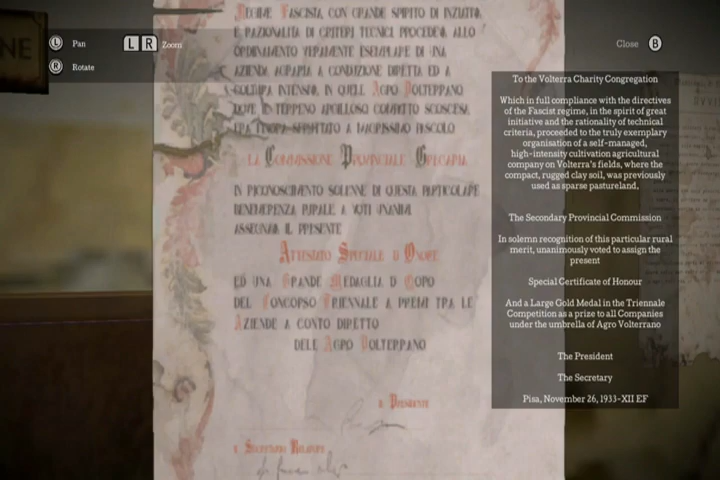 NE
L Pan
L R Zoom
R Rotate
Close B
REGIME FASCISTA, CON GRANDE SPIRITO DI INIZIATIVA
E RAZIONALITÀ DI CRITERI TECNICI PROCEDEVA ALLO
ORDINAMENTO VERAMENTE ESEMPLARE DI UNA
AZIENDA AGRARIA A CONDIZIONE DIRETTA ED A
COLTURA INTENSIVA IN QUELL AGRO VOLTERRANO
DOVE IL TERRENO ARGILLOSO COMPATTO SCOSCESO
ERA SFRUTTATO A MAGRISSIMO PASCOLO
LA COMMISSIONE PROVINCIALE GREGARIA
IN RICONOSCIMENTO SOLENNE DI QUESTA PARTICOLARE
BENEMERENZA RURALE A VOTI UNANIMI
ASSEGNAVA IL PRESENTE
ATTESTATO SPECIALE D ONORE
ED UNA GRANDE MEDAGLIA D ORO
DEL CONCORSO TRIENNALE A PREMI TRA LE
AZIENDE A CONTO DIRETTO
DELL AGRO VOLTERRANO
IL PRESIDENTE
IL SEGRETARIO
To the Volterra Charity Congregation
Which in full compliance with the directives
of the Fascist regime, in the spirit of great
initiative and the rationality of technical
criteria, proceeded to the truly exemplary
organisation of a self-managed,
high-intensity cultivation agricultural
company on Volterra's fields, where the
compact, rugged clay soil, was previously
used as sparse pastureland,
The Secondary Provincial Commission
In solemn recognition of this particular rural
merit, unanimously voted to assign the
present
Special Certificate of Honour
And a Large Gold Medal in the Triennale
Competition as a prize to all Companies
under the umbrella of Agro Volterrano
The President
The Secretary
Pisa, November 26, 1933-XII EF